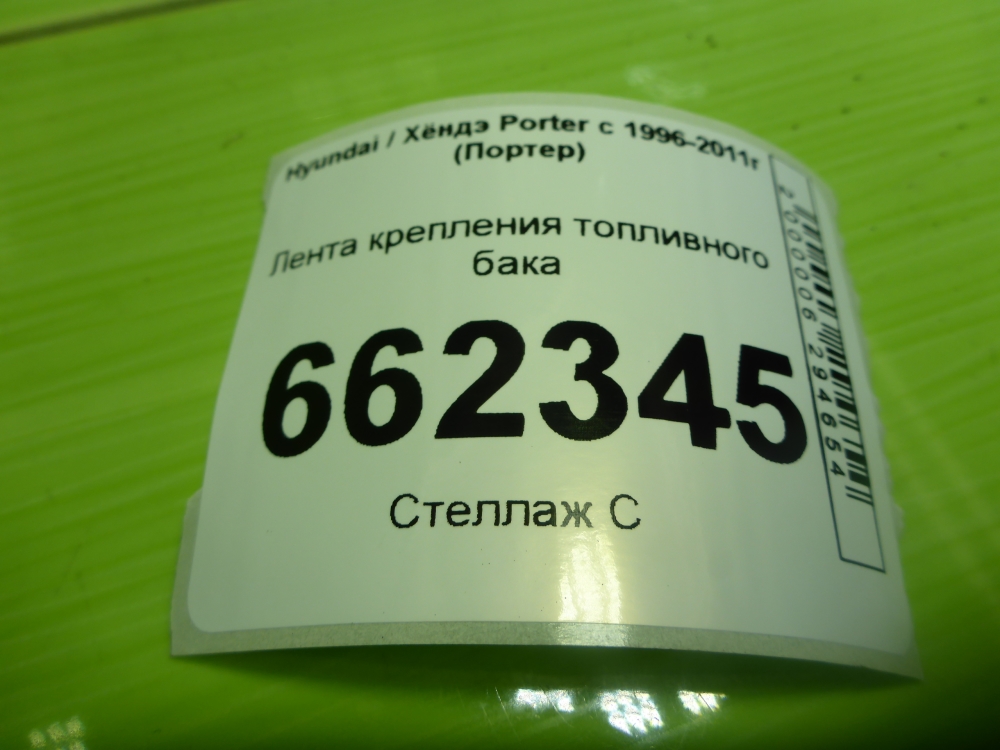 Hyundai / Хёндэ Porter с 1996-2011г
(Портер)
Лента крепления топливного
бака
662345
Стеллаж С
2000006294654